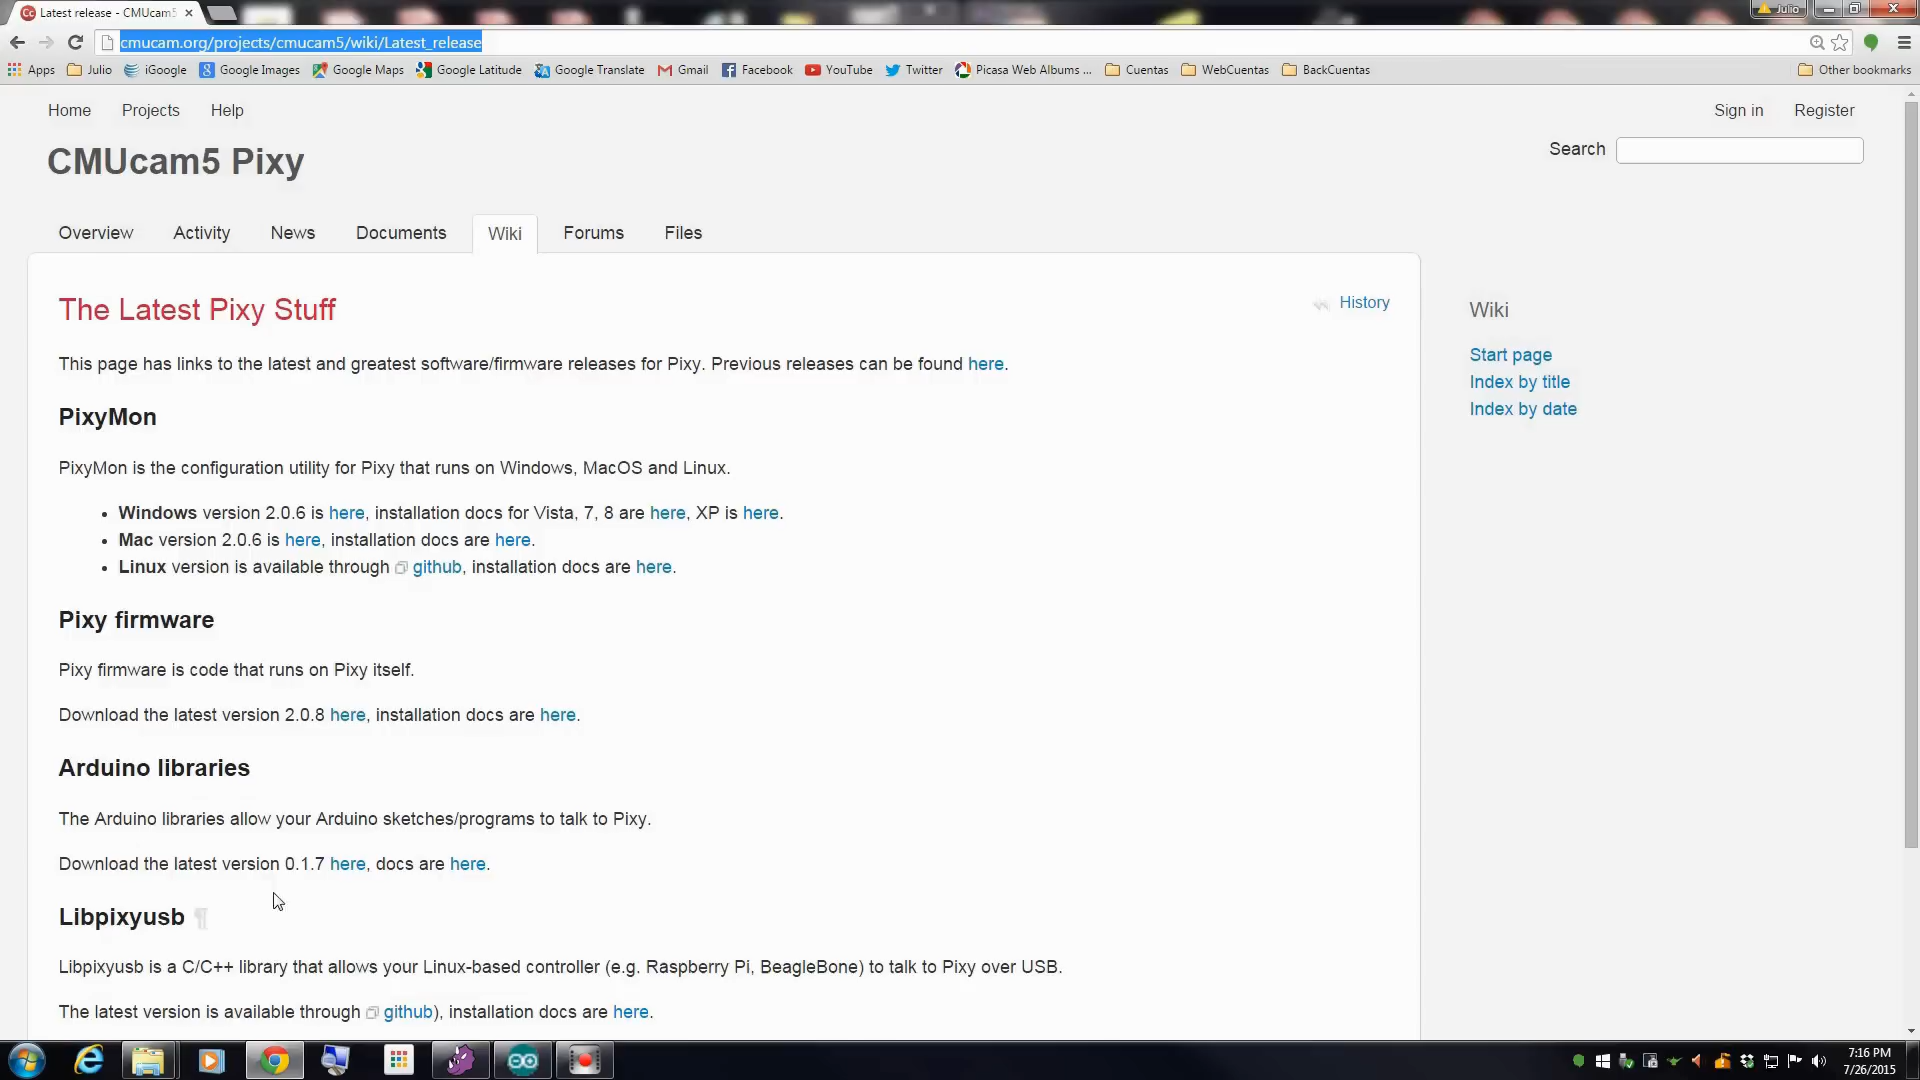 Latest release - CMUcam5
Julio
cmucam.org/projects/cmucam5/wiki/Latest_release
Apps Julio iGoogle Google Images Google Maps Google Latitude Google Translate Gmail Facebook YouTube Twitter Picasa Web Albums ... Cuentas WebCuentas BackCuentas Other bookmarks
Home Projects Help Sign in Register
CMUcam5 Pixy
Search
Overview Activity News Documents Wiki Forums Files
The Latest Pixy Stuff
History
Wiki
This page has links to the latest and greatest software/firmware releases for Pixy. Previous releases can be found here.
Start page
Index by title
Index by date
PixyMon
PixyMon is the configuration utility for Pixy that runs on Windows, MacOS and Linux.
• Windows version 2.0.6 is here, installation docs for Vista, 7, 8 are here, XP is here.
• Mac version 2.0.6 is here, installation docs are here.
• Linux version is available through github, installation docs are here.
Pixy firmware
Pixy firmware is code that runs on Pixy itself.
Download the latest version 2.0.8 here, installation docs are here.
Arduino libraries
The Arduino libraries allow your Arduino sketches/programs to talk to Pixy.
Download the latest version 0.1.7 here, docs are here.
Libpixyusb ¶
Libpixyusb is a C/C++ library that allows your Linux-based controller (e.g. Raspberry Pi, BeagleBone) to talk to Pixy over USB.
The latest version is available through github), installation docs are here.
7:16 PM
7/26/2015